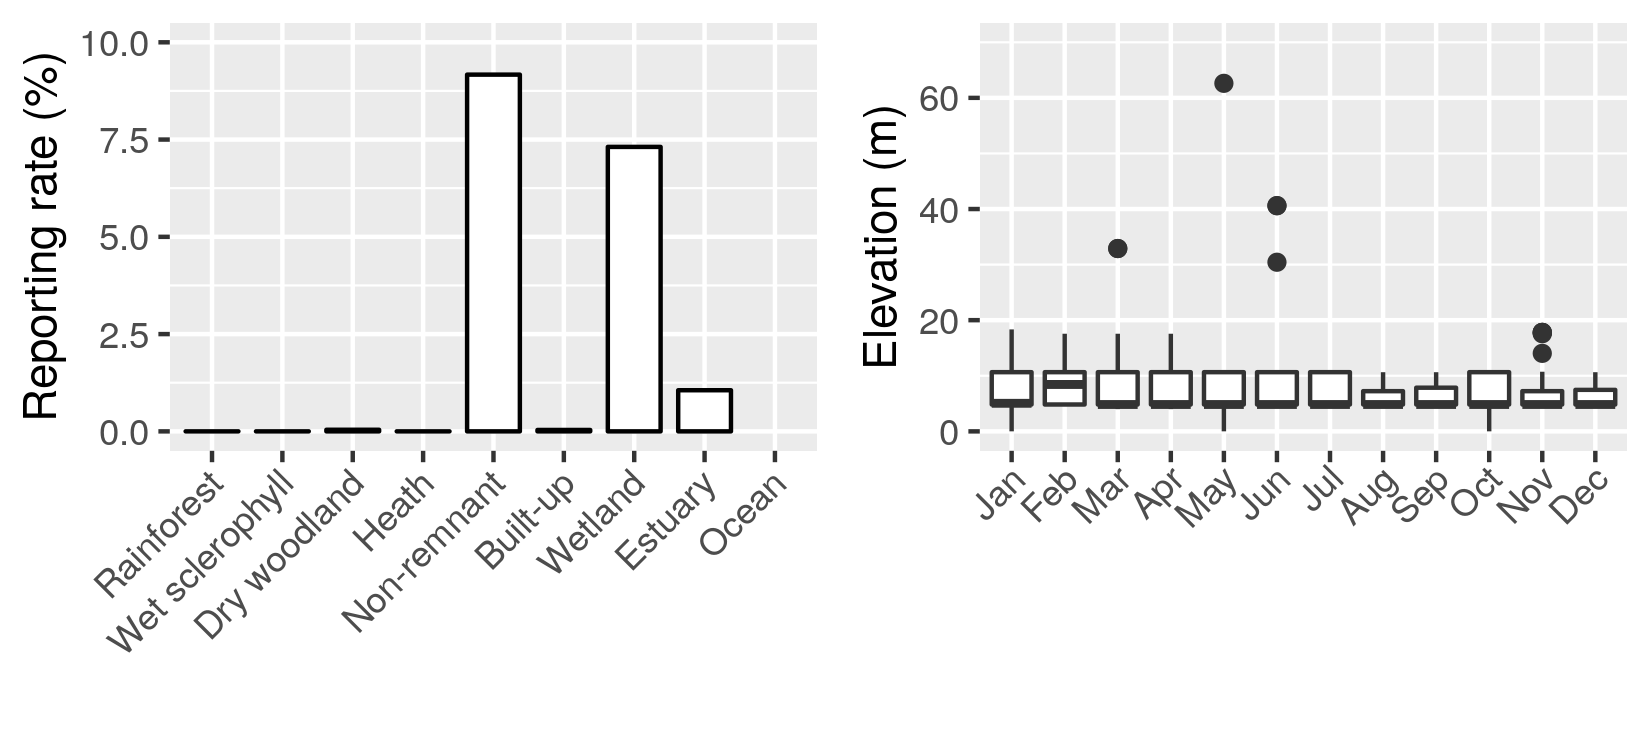 Reporting rate (%)
10.0
7.5
5.0
2.5
0.0
Rainforest
Wet sclerophyll
Dry woodland
Heath
Non-remnant
Built-up
Wetland
Estuary
Ocean
Elevation (m)
60
40
20
0
Jan
Feb
Mar
Apr
May
Jun
Jul
Aug
Sep
Oct
Nov
Dec